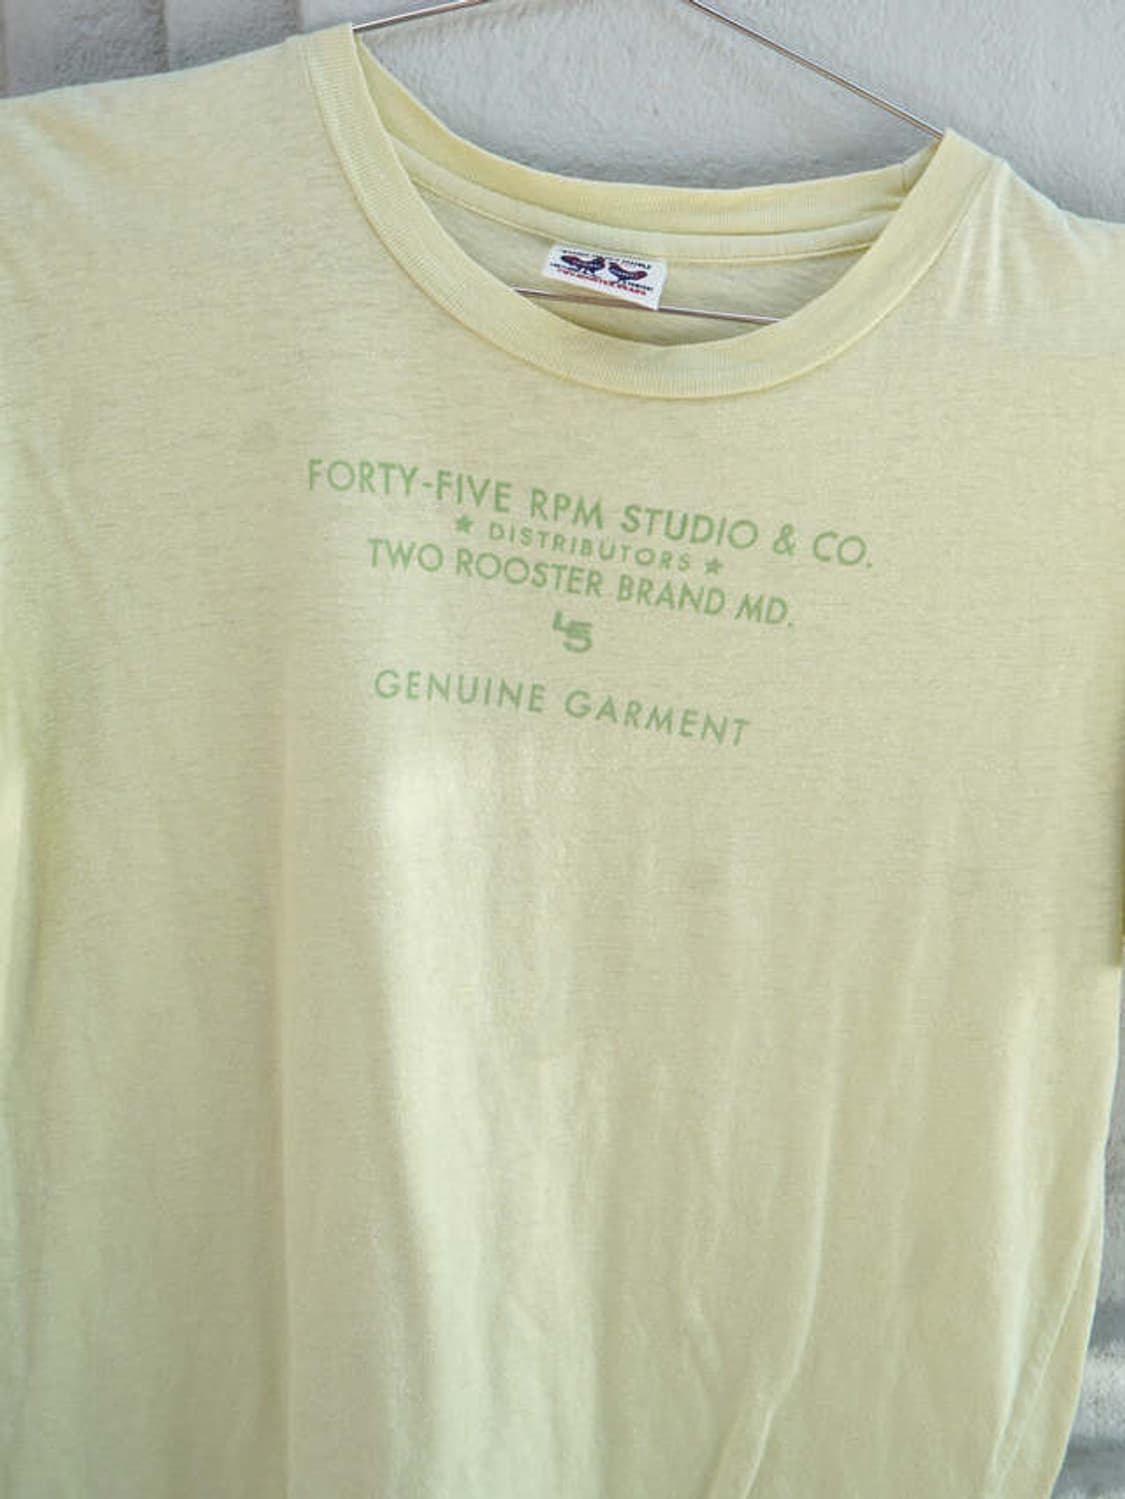 FORTY-FIVE RPM STUDIO & CO.
★ DISTRIBUTORS ★
TWO ROOSTER BRAND MD.
45
GENUINE GARMENT